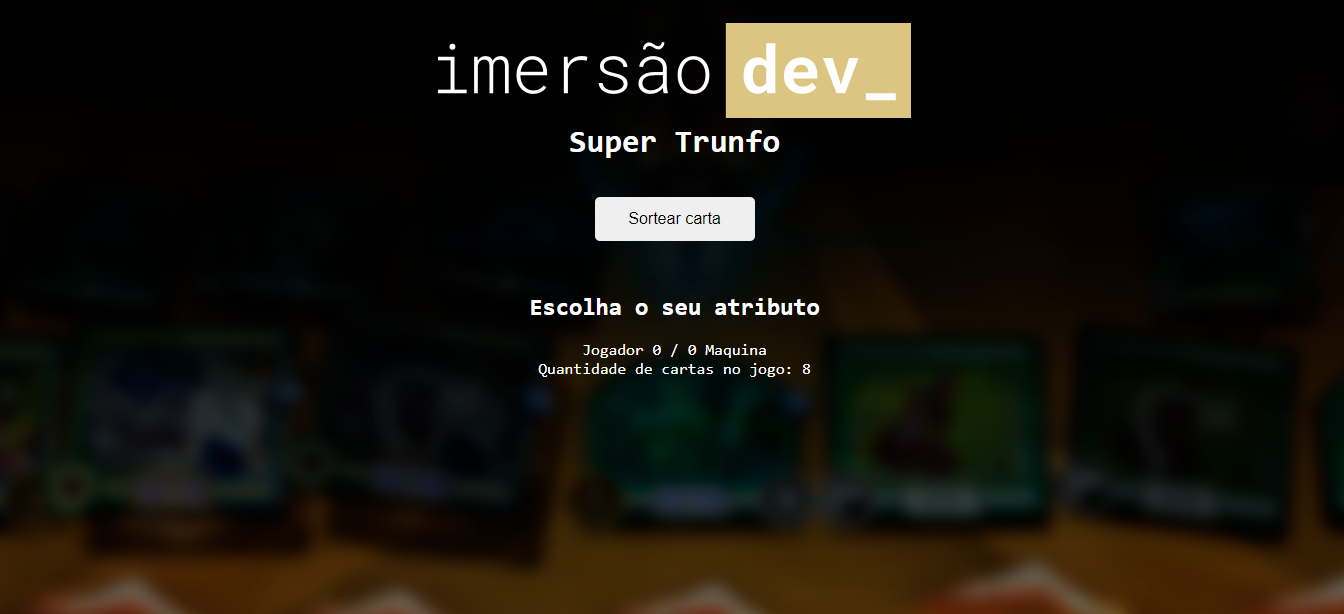 imersão dev_
Super Trunfo
Sortear carta
Escolha o seu atributo
Jogador 0 / 0 Maquina
Quantidade de cartas no jogo: 8